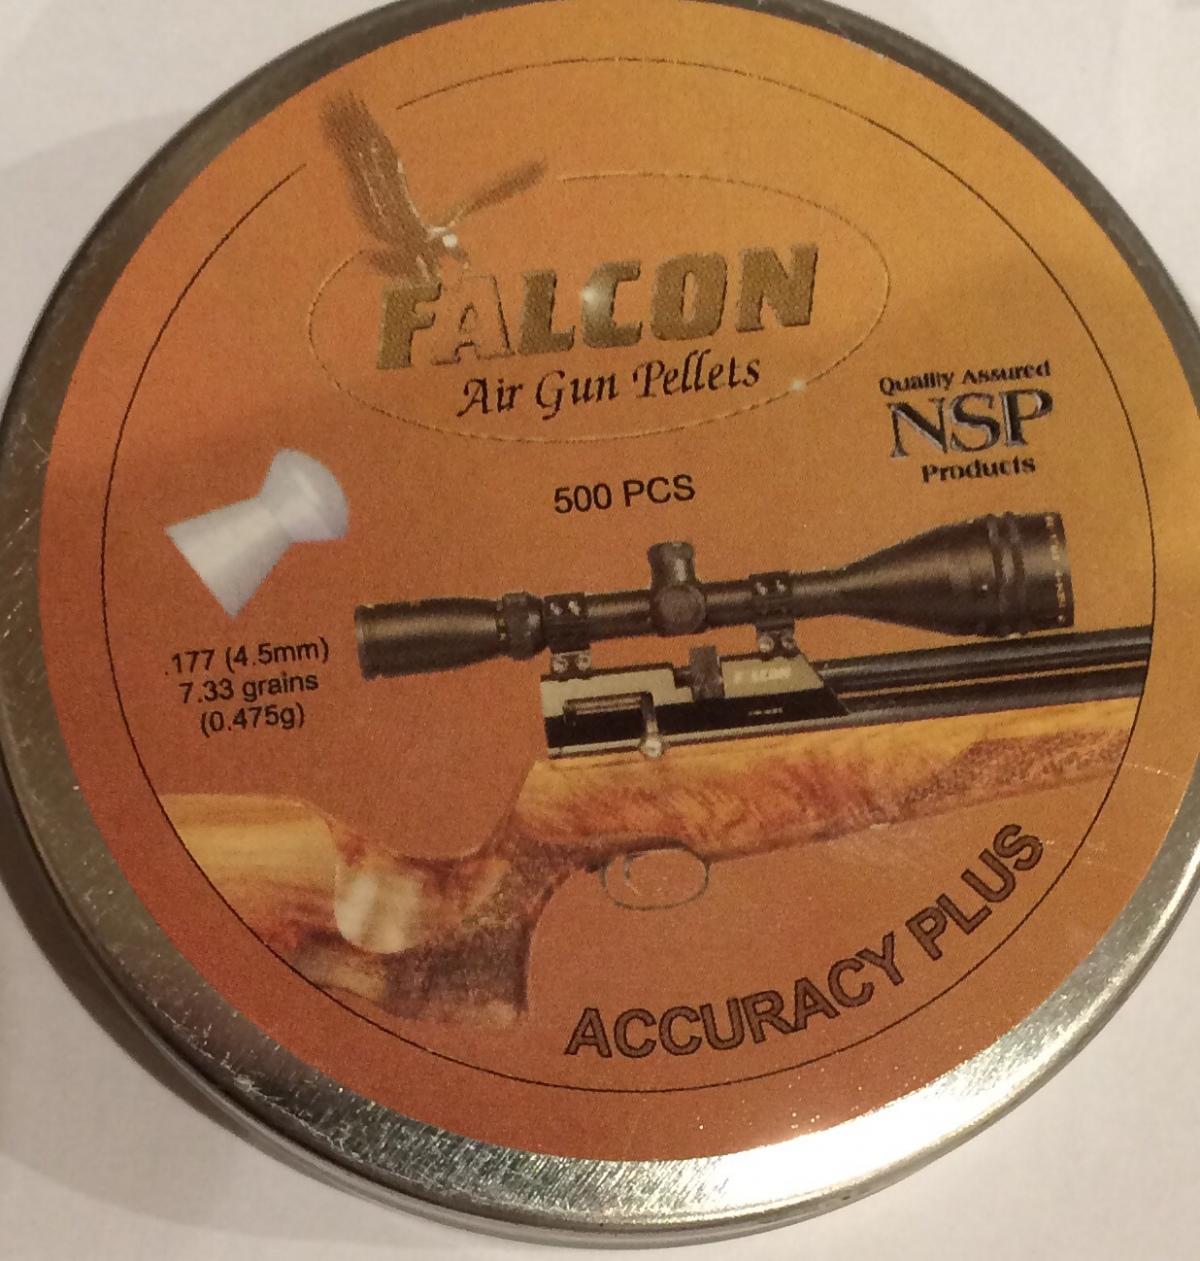 FALCON
Air Gun Pellets
Quality Assured
NSP
Products
500 PCS
.177 (4.5mm)
7.33 grains
(0.475g)
ACCURACY PLUS